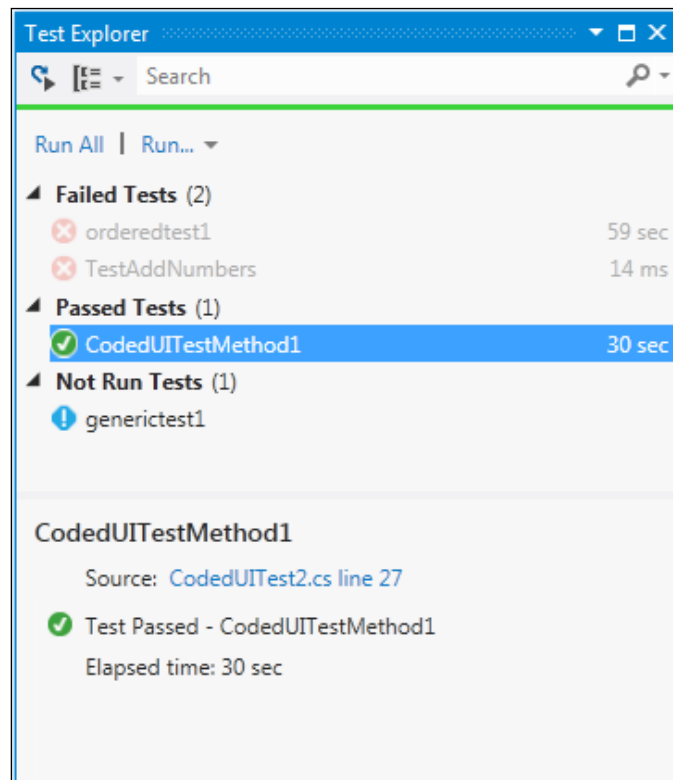 Test Explorer
Search
Run All | Run...
Failed Tests (2)
orderedtest1 59 sec
TestAddNumbers 14 ms
Passed Tests (1)
CodedUITestMethod1 30 sec
Not Run Tests (1)
generictest1
CodedUITestMethod1
Source: CodedUITest2.cs line 27
Test Passed - CodedUITestMethod1
Elapsed time: 30 sec